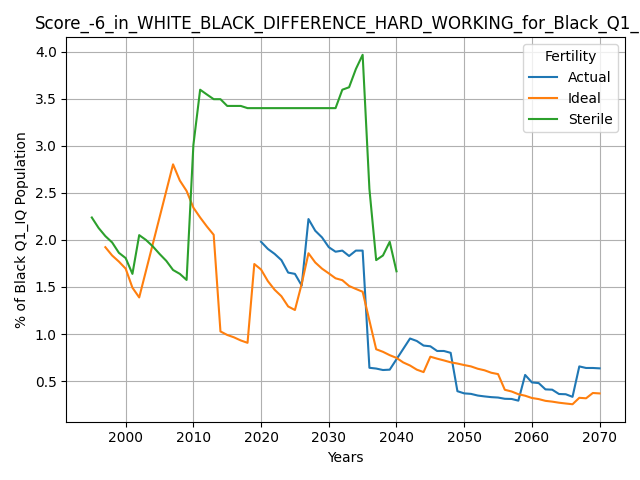 Score_-6_in_WHITE_BLACK_DIFFERENCE_HARD_WORKING_for_Black_Q1_
Fertility
Actual
Ideal
Sterile
% of Black Q1_IQ Population
4.0
3.5
3.0
2.5
2.0
1.5
1.0
0.5
2000 2010 2020 2030 2040 2050 2060 2070
Years